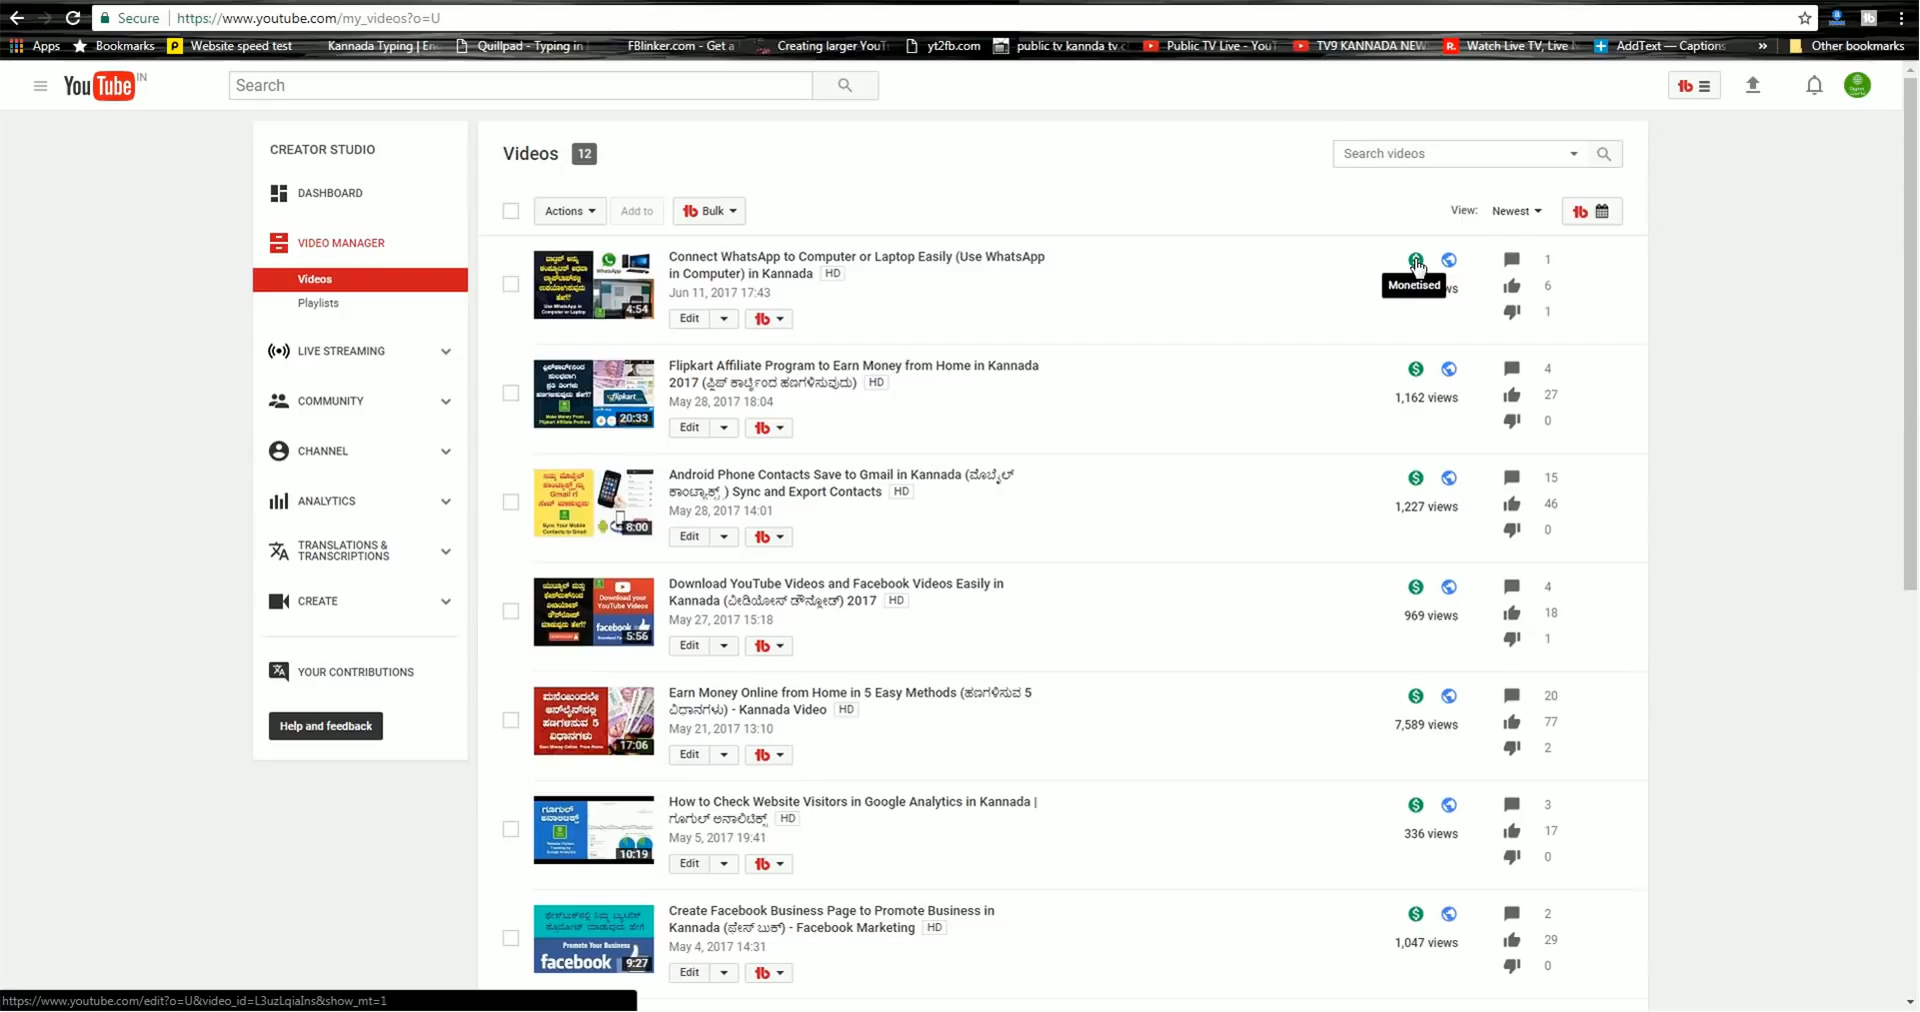 Secure https://www.youtube.com/my_videos?o=U
Apps Bookmarks Website speed test Kannada Typing | En Quillpad - Typing in FBlinker.com - Get a Creating larger YouT yt2fb.com public tv kannda tv.c Public TV Live - YouT TV9 KANNADA NEW Watch Live TV, Live AddText — Captions » Other bookmarks
YouTube IN
Search
CREATOR STUDIO
DASHBOARD
VIDEO MANAGER
Videos
Playlists
LIVE STREAMING
COMMUNITY
CHANNEL
ANALYTICS
TRANSLATIONS &
TRANSCRIPTIONS
CREATE
YOUR CONTRIBUTIONS
Help and feedback
Videos 12
Search videos
Actions Add to Bulk
View: Newest
Connect WhatsApp to Computer or Laptop Easily (Use WhatsApp
in Computer) in Kannada HD
Jun 11, 2017 17:43
Edit
4:54
Monetised
1
6
1
Flipkart Affiliate Program to Earn Money from Home in Kannada
2017 (ಫ್ಲಿಪ್ ಕಾರ್ಟ್ನಿಂದ ಹಣಗಳಿಸುವುದು) HD
May 28, 2017 18:04
Edit
20:33
1,162 views
4
27
0
Android Phone Contacts Save to Gmail in Kannada (ಮೊಬೈಲ್
ಕಾಂಟ್ಯಾಕ್ಟ್ಸ್ ) Sync and Export Contacts HD
May 28, 2017 14:01
Edit
8:00
1,227 views
15
46
0
Download YouTube Videos and Facebook Videos Easily in
Kannada (ವೀಡಿಯೋಸ್ ಡೌನ್ಲೋಡ್) 2017 HD
May 27, 2017 15:18
Edit
5:56
969 views
4
18
1
Earn Money Online from Home in 5 Easy Methods (ಹಣಗಳಿಸುವ 5
ವಿಧಾನಗಳು) - Kannada Video HD
May 21, 2017 13:10
Edit
17:06
7,589 views
20
77
2
How to Check Website Visitors in Google Analytics in Kannada |
ಗೂಗುಲ್ ಅನಾಲಿಟಿಕ್ಸ್ HD
May 5, 2017 19:41
Edit
10:19
336 views
3
17
0
Create Facebook Business Page to Promote Business in
Kannada (ಫೇಸ್ ಬುಕ್) - Facebook Marketing HD
May 4, 2017 14:31
Edit
Promote Your Business
facebook
9:27
1,047 views
2
29
0
https://www.youtube.com/edit?o=U&video_id=L3uzLqiaIns&show_mt=1